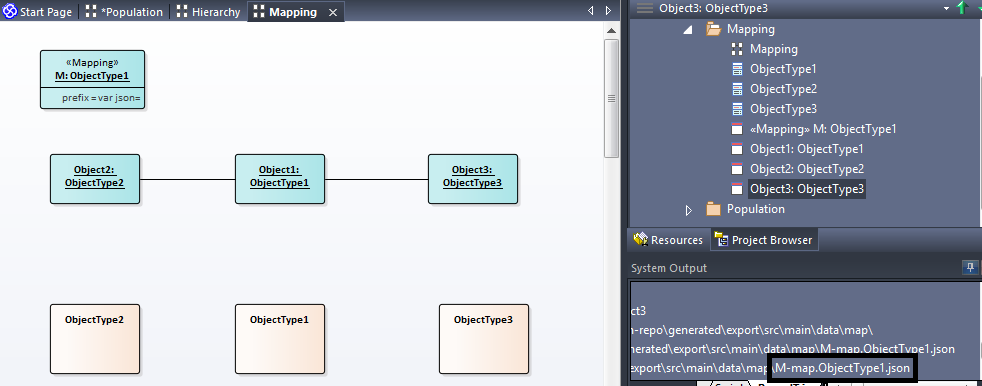 Start Page
*Population
Hierarchy
Mapping
«Mapping»
M: ObjectType1
prefix = var json=
Object2:
ObjectType2
Object1:
ObjectType1
Object3:
ObjectType3
ObjectType2
ObjectType1
ObjectType3
Object3: ObjectType3
Mapping
Mapping
ObjectType1
ObjectType2
ObjectType3
«Mapping» M: ObjectType1
Object1: ObjectType1
Object2: ObjectType2
Object3: ObjectType3
Population
Resources
Project Browser
System Output
ct3
n-repo\generated\export\src\main\data\map\
nerated\export\src\main\data\map\M-map.ObjectType1.json
export\src\main\data\map\M-map.ObjectType1.json